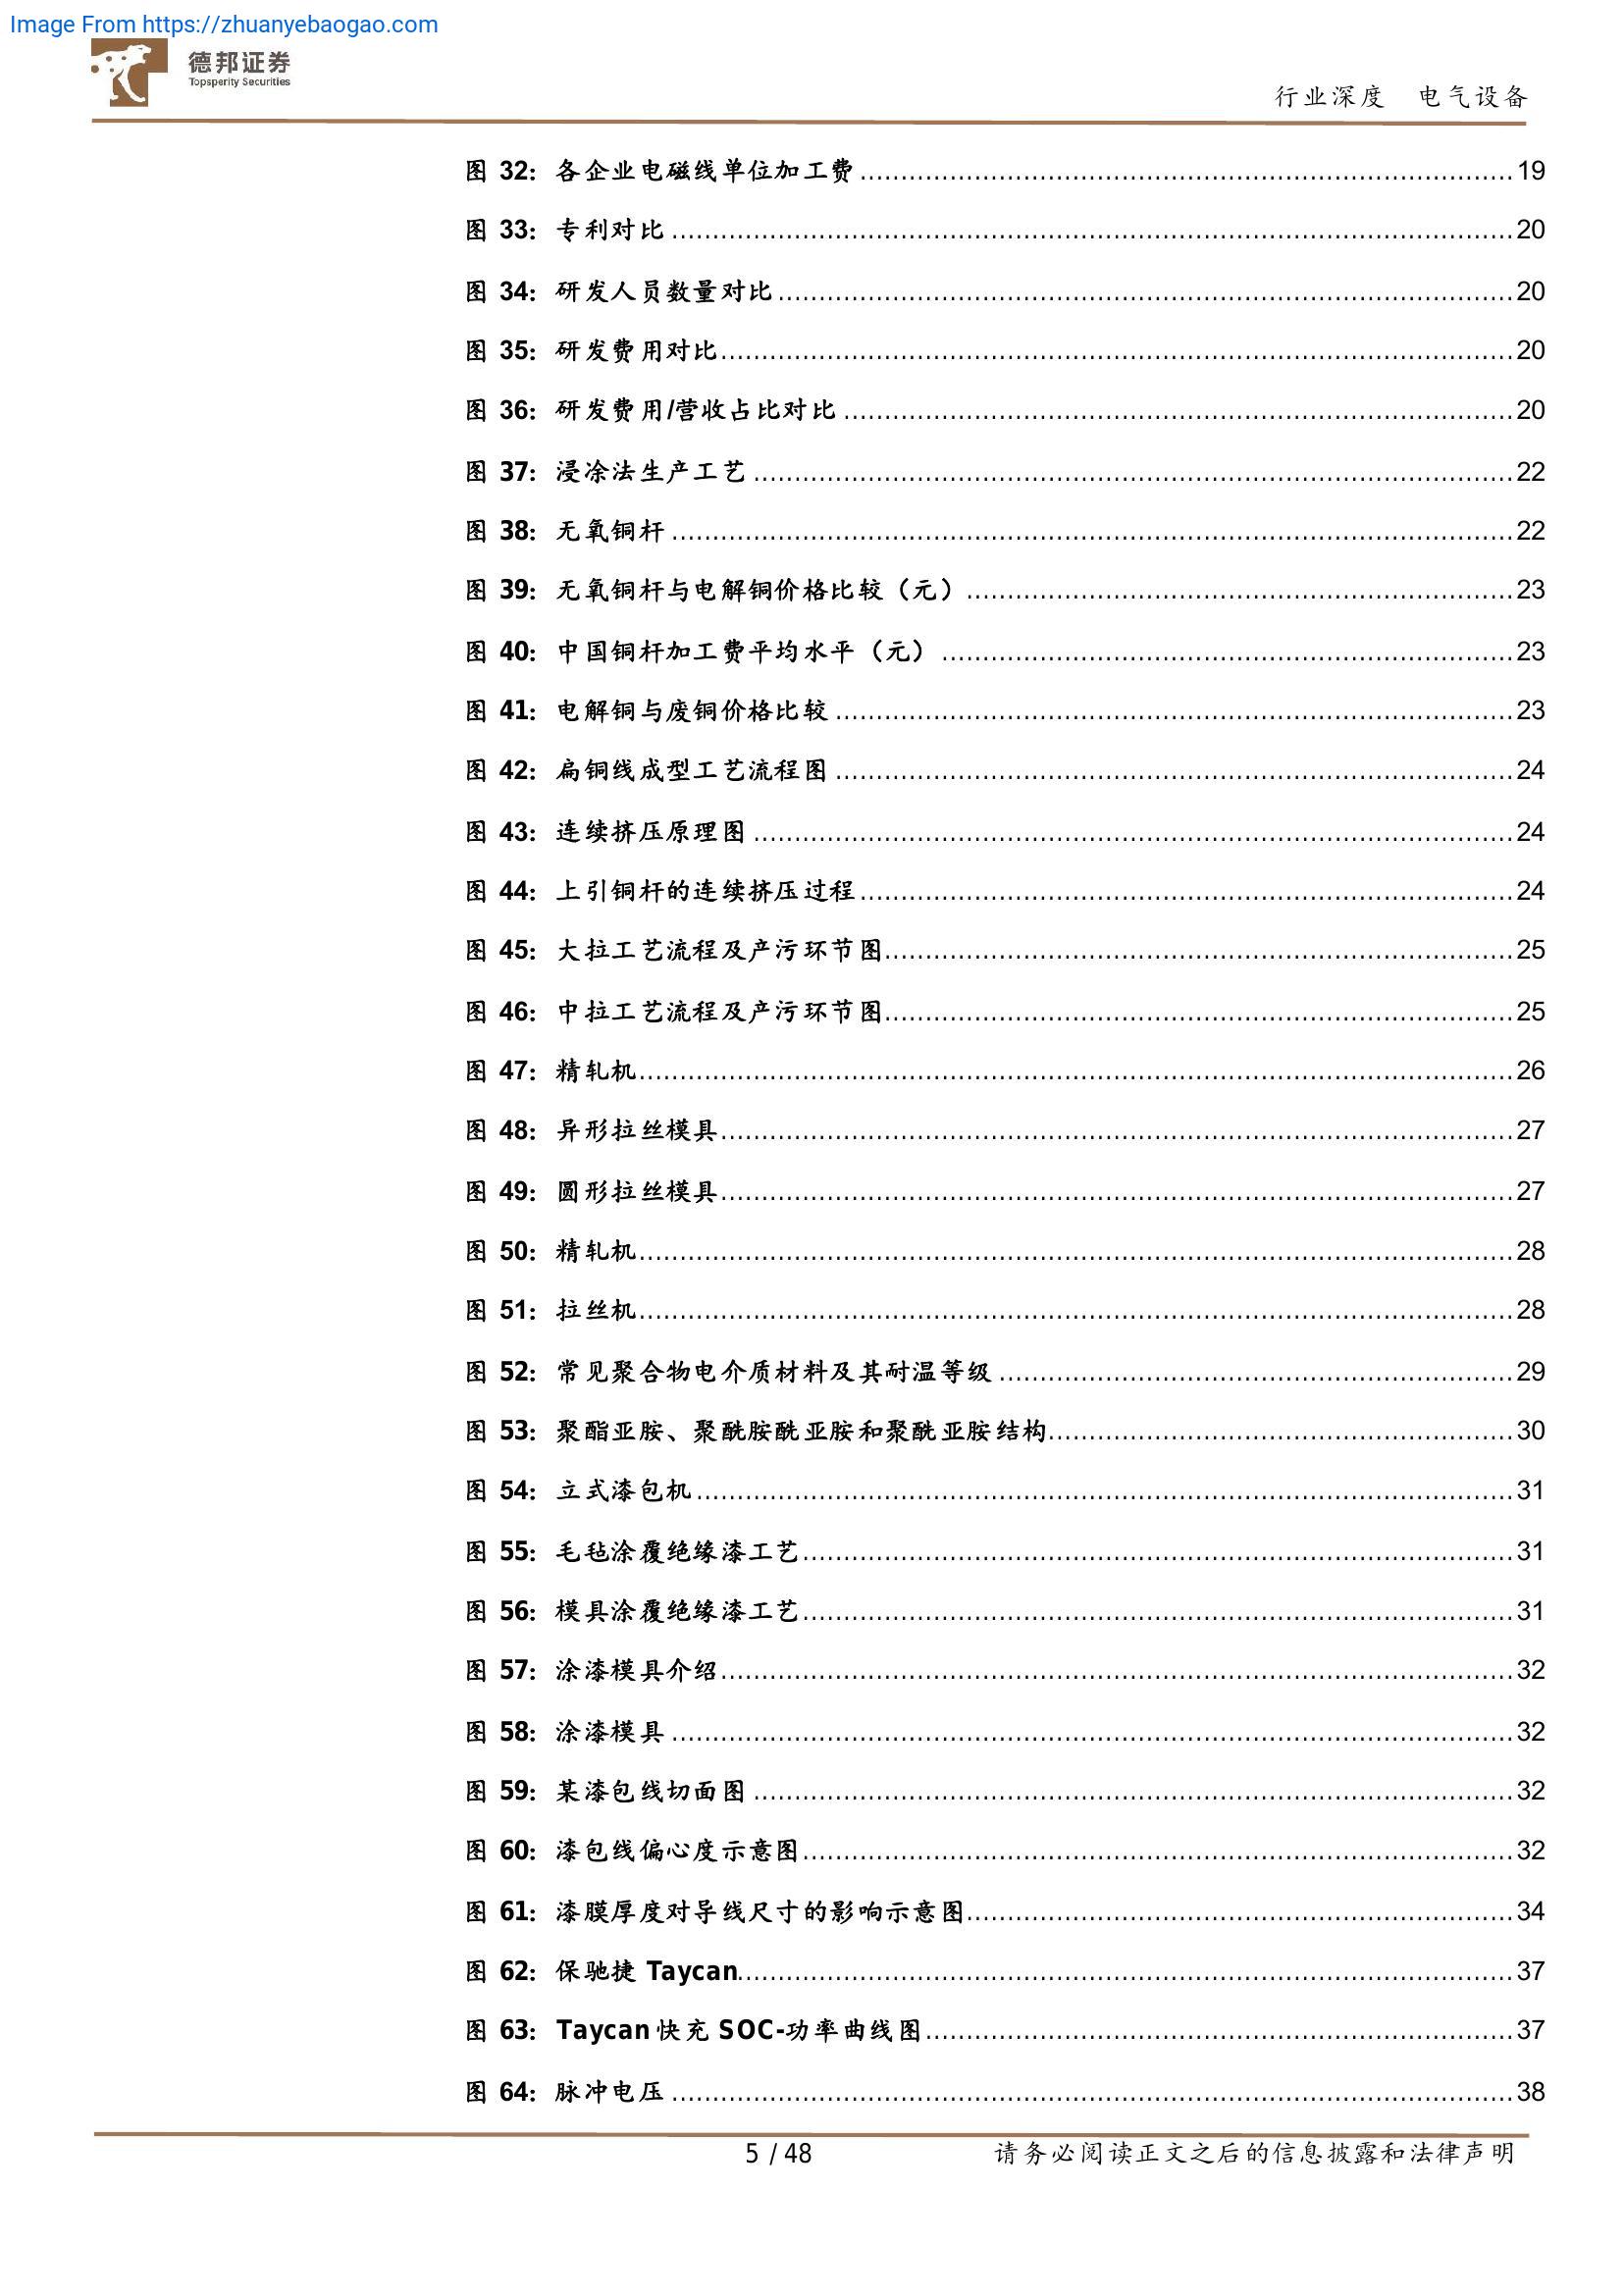 Image From https://zhuanyebaogao.com
德邦证券
Topsperity Securities
行业深度 电气设备
图 32：各企业电磁线单位加工费........................................19
图 33：专利对比........................................20
图 34：研发人员数量对比........................................20
图 35：研发费用对比........................................20
图 36：研发费用/营收占比对比........................................20
图 37：浸涂法生产工艺........................................22
图 38：无氧铜杆........................................22
图 39：无氧铜杆与电解铜价格比较（元）........................................23
图 40：中国铜杆加工费平均水平（元）........................................23
图 41：电解铜与废铜价格比较........................................23
图 42：扁铜线成型工艺流程图........................................24
图 43：连续挤压原理图........................................24
图 44：上引铜杆的连续挤压过程........................................24
图 45：大拉工艺流程及产污环节图........................................25
图 46：中拉工艺流程及产污环节图........................................25
图 47：精轧机........................................26
图 48：异形拉丝模具........................................27
图 49：圆形拉丝模具........................................27
图 50：精轧机........................................28
图 51：拉丝机........................................28
图 52：常见聚合物电介质材料及其耐温等级........................................29
图 53：聚酯亚胺、聚酰胺酰亚胺和聚酰亚胺结构........................................30
图 54：立式漆包机........................................31
图 55：毛毡涂覆绝缘漆工艺........................................31
图 56：模具涂覆绝缘漆工艺........................................31
图 57：涂漆模具介绍........................................32
图 58：涂漆模具........................................32
图 59：某漆包线切面图........................................32
图 60：漆包线偏心度示意图........................................32
图 61：漆膜厚度对导线尺寸的影响示意图........................................34
图 62：保驰捷 Taycan........................................37
图 63：Taycan 快充 SOC-功率曲线图........................................37
图 64：脉冲电压........................................38
5 / 48 请务必阅读正文之后的信息披露和法律声明